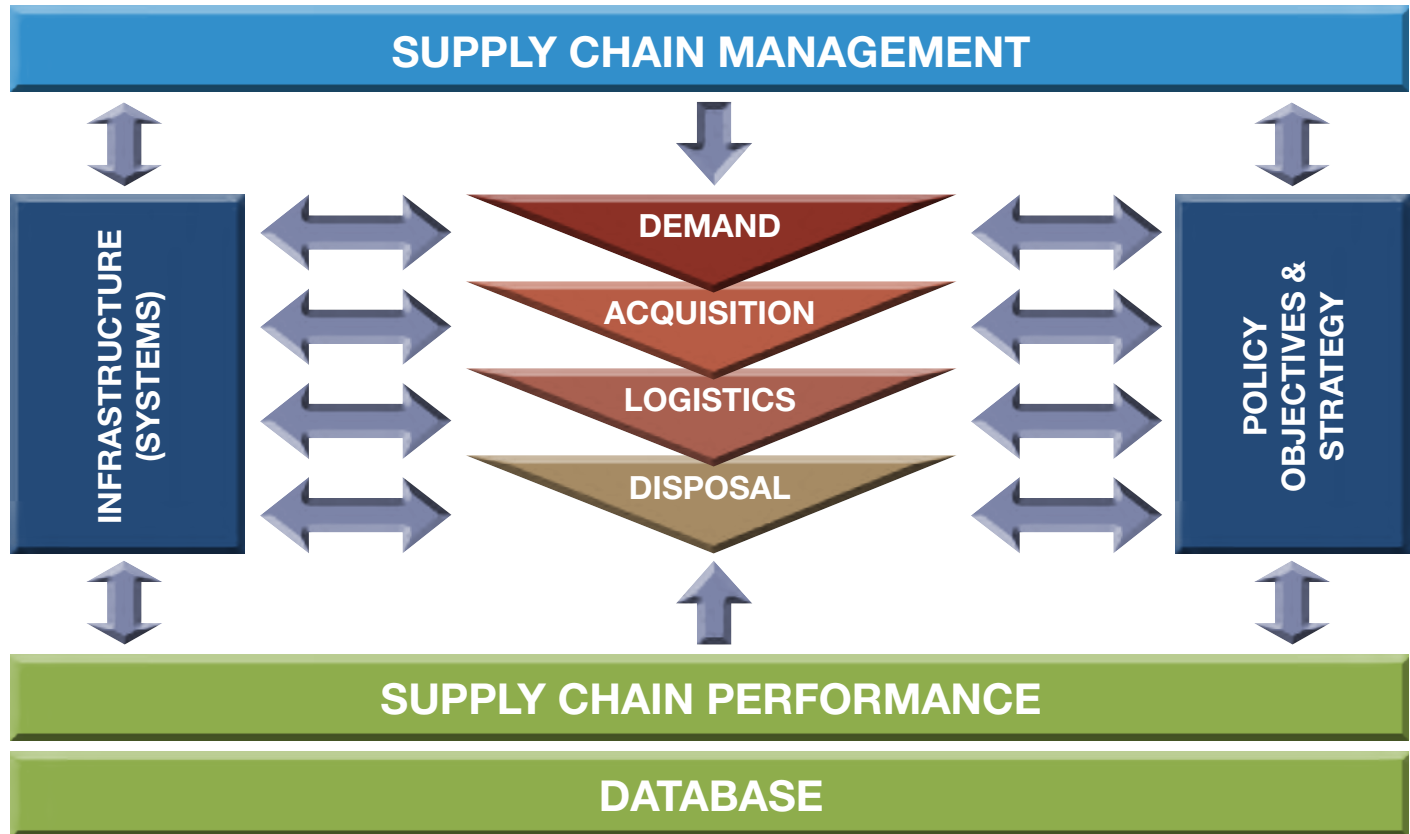 SUPPLY CHAIN MANAGEMENT
INFRASTRUCTURE
(SYSTEMS)
DEMAND
ACQUISITION
LOGISTICS
DISPOSAL
POLICY
OBJECTIVES &
STRATEGY
SUPPLY CHAIN PERFORMANCE
DATABASE